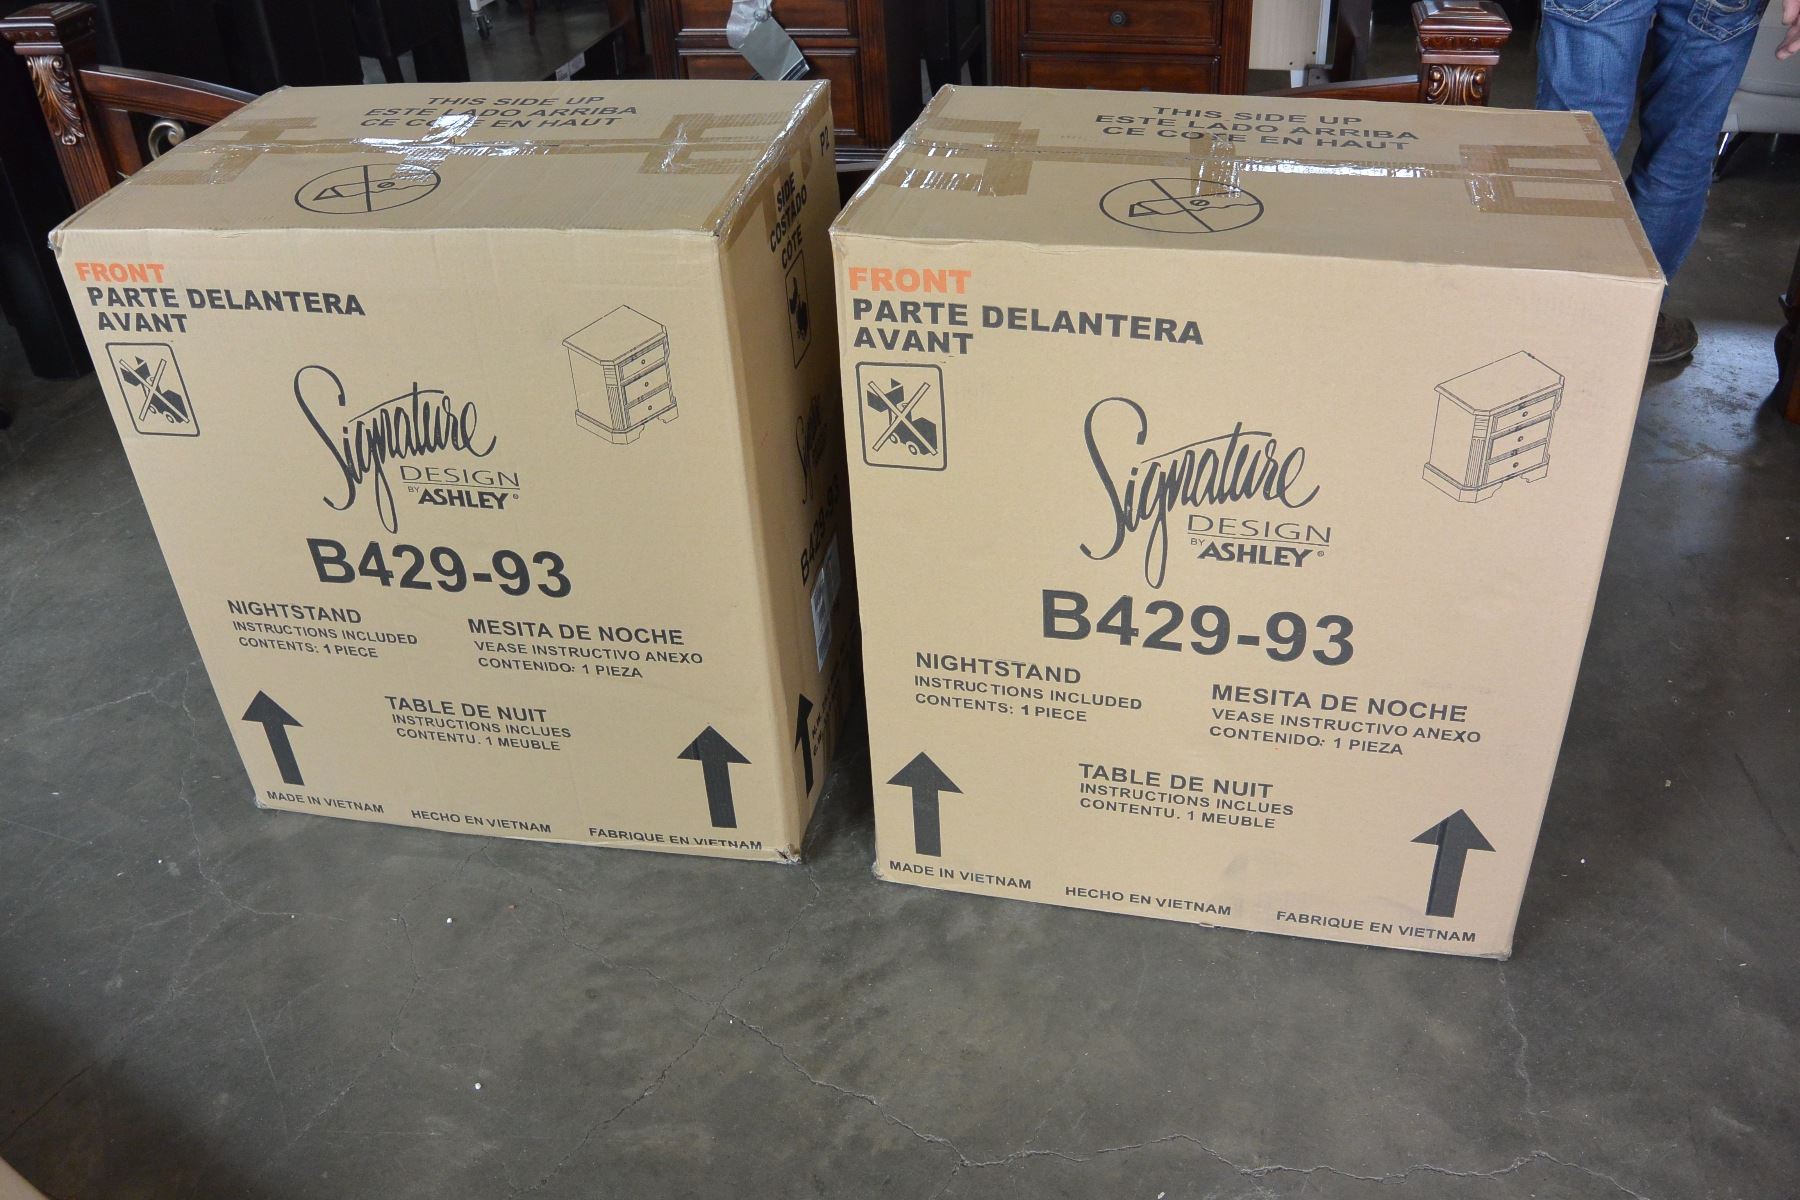 THIS SIDE UP
ESTE LADO ARRIBA
CE COTE EN HAUT
P2
SIDE
COSTADO
COTE
FRONT
PARTE DELANTERA
AVANT
Signature
DESIGN
BY ASHLEY®
B429-93
NIGHTSTAND
INSTRUCTIONS INCLUDED
CONTENTS: 1 PIECE
MESITA DE NOCHE
VEASE INSTRUCTIVO ANEXO
CONTENIDO: 1 PIEZA
TABLE DE NUIT
INSTRUCTIONS INCLUES
CONTENTU. 1 MEUBLE
MADE IN VIETNAM
HECHO EN VIETNAM
FABRIQUE EN VIETNAM
Signature
B429-93
THIS SIDE UP
ESTE LADO ARRIBA
CE COTE EN HAUT
FRONT
PARTE DELANTERA
AVANT
Signature
DESIGN
BY ASHLEY®
B429-93
NIGHTSTAND
INSTRUCTIONS INCLUDED
CONTENTS: 1 PIECE
MESITA DE NOCHE
VEASE INSTRUCTIVO ANEXO
CONTENIDO: 1 PIEZA
TABLE DE NUIT
INSTRUCTIONS INCLUES
CONTENTU. 1 MEUBLE
MADE IN VIETNAM
HECHO EN VIETNAM
FABRIQUE EN VIETNAM